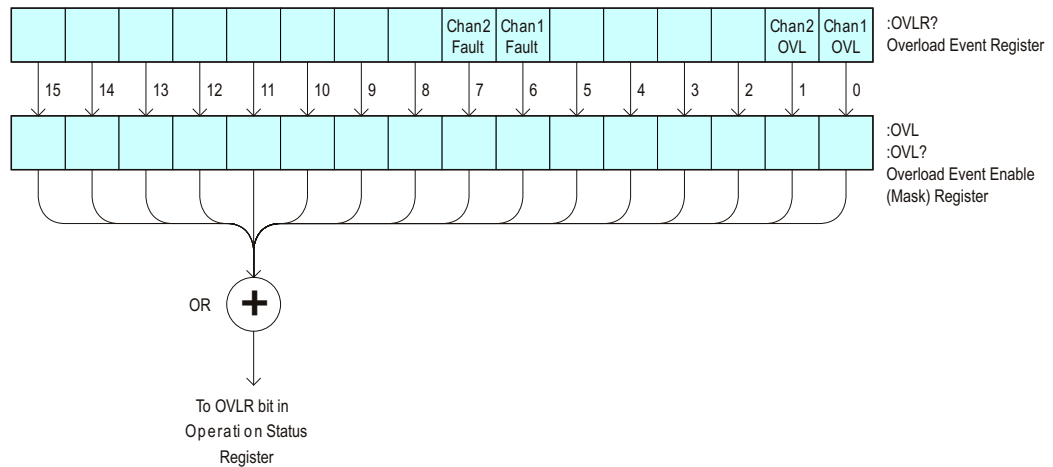 Chan2 Chan1 Chan2 Chan1 :OVLR?
Fault Fault OVL OVL Overload Event Register
15 14 13 12 11 10 9 8 7 6 5 4 3 2 1 0
:OVL
:OVL?
Overload Event Enable
(Mask) Register
OR +
To OVLR bit in
Operation Status
Register